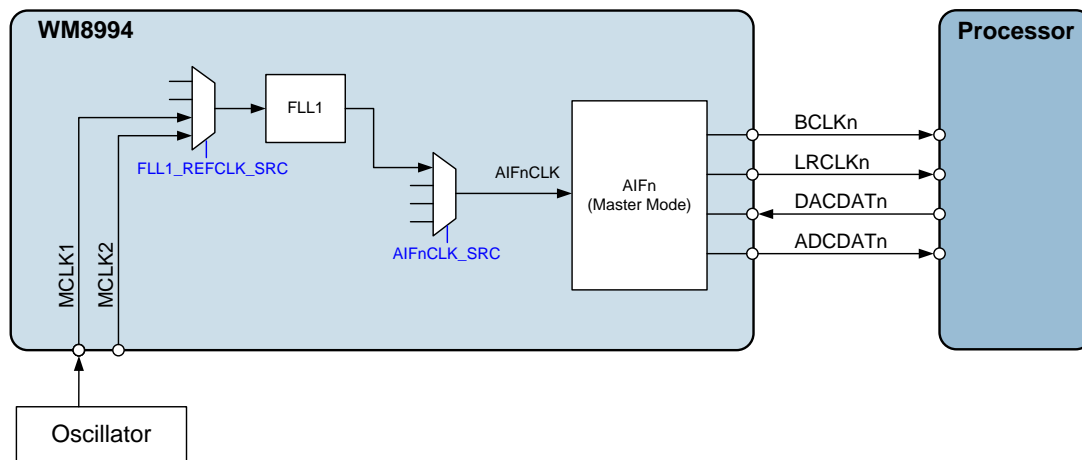 WM8994
Processor
FLL1
FLL1_REFCLK_SRC
AIFnCLK
AIFnCLK_SRC
AIFn
(Master Mode)
BCLKn
LRCLKn
DACDATn
ADCDATn
MCLK1
MCLK2
Oscillator